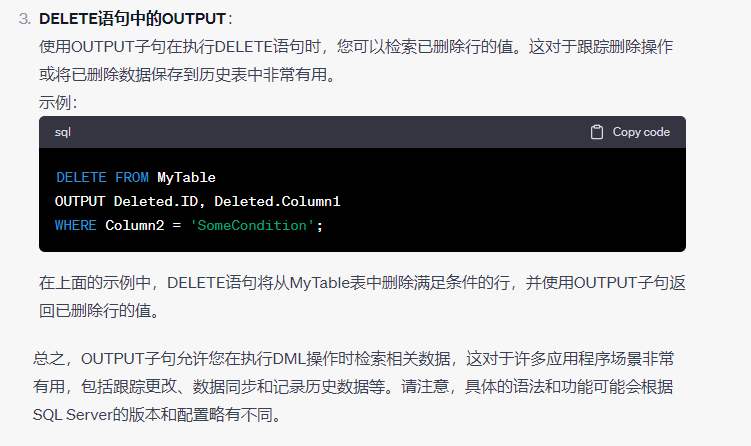 3. DELETE语句中的OUTPUT：
使用OUTPUT子句在执行DELETE语句时，您可以检索已删除行的值。这对于跟踪删除操作
或将已删除数据保存到历史表中非常有用。
示例：
sql Copy code
DELETE FROM MyTable
OUTPUT Deleted.ID, Deleted.Column1
WHERE Column2 = 'SomeCondition';
在上面的示例中，DELETE语句将从MyTable表中删除满足条件的行，并使用OUTPUT子句返
回已删除行的值。
总之，OUTPUT子句允许您在执行DML操作时检索相关数据，这对于许多应用程序场景非常
有用，包括跟踪更改、数据同步和记录历史数据等。请注意，具体的语法和功能可能会根据
SQL Server的版本和配置略有不同。